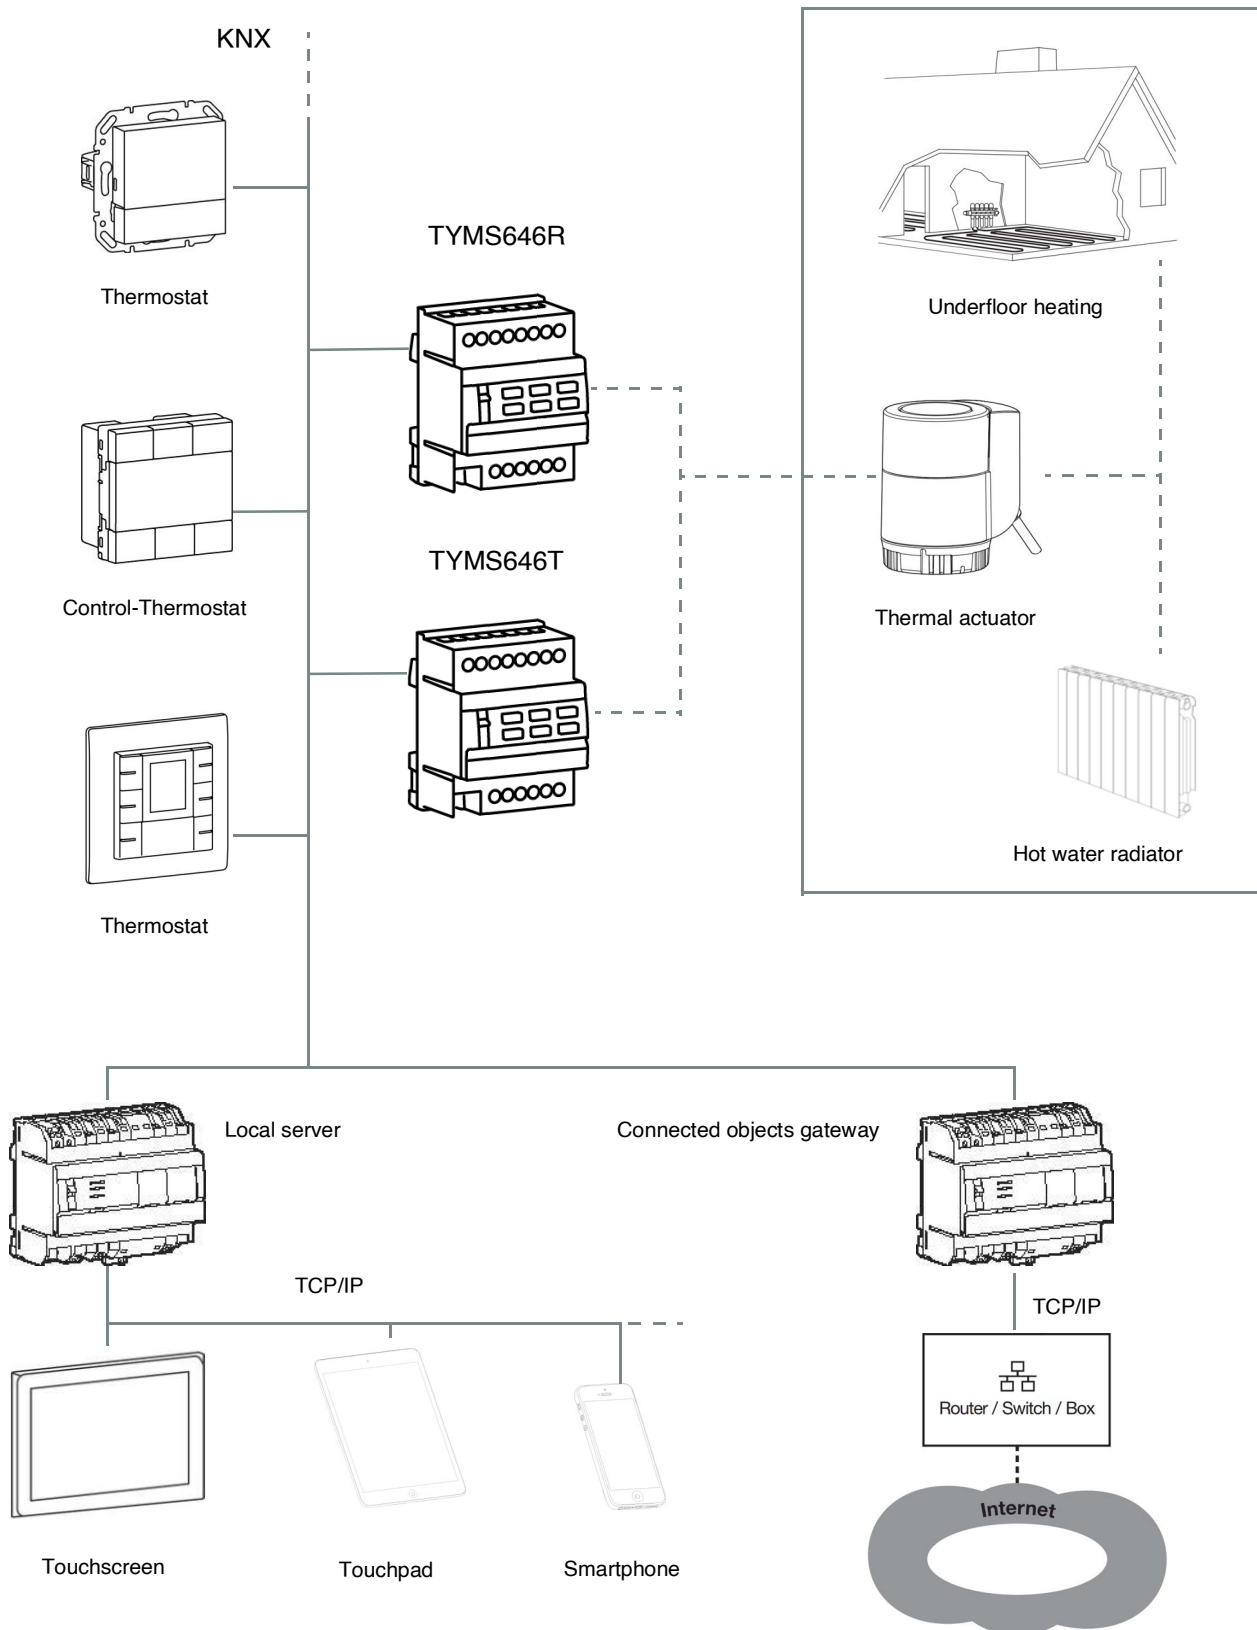 KNX
TYMS646R
Thermostat
Underfloor heating
TYMS646T
Control-Thermostat
Thermal actuator
Hot water radiator
Thermostat
Local server
Connected objects gateway
TCP/IP
TCP/IP
Router / Switch / Box
Internet
Touchscreen
Touchpad
Smartphone